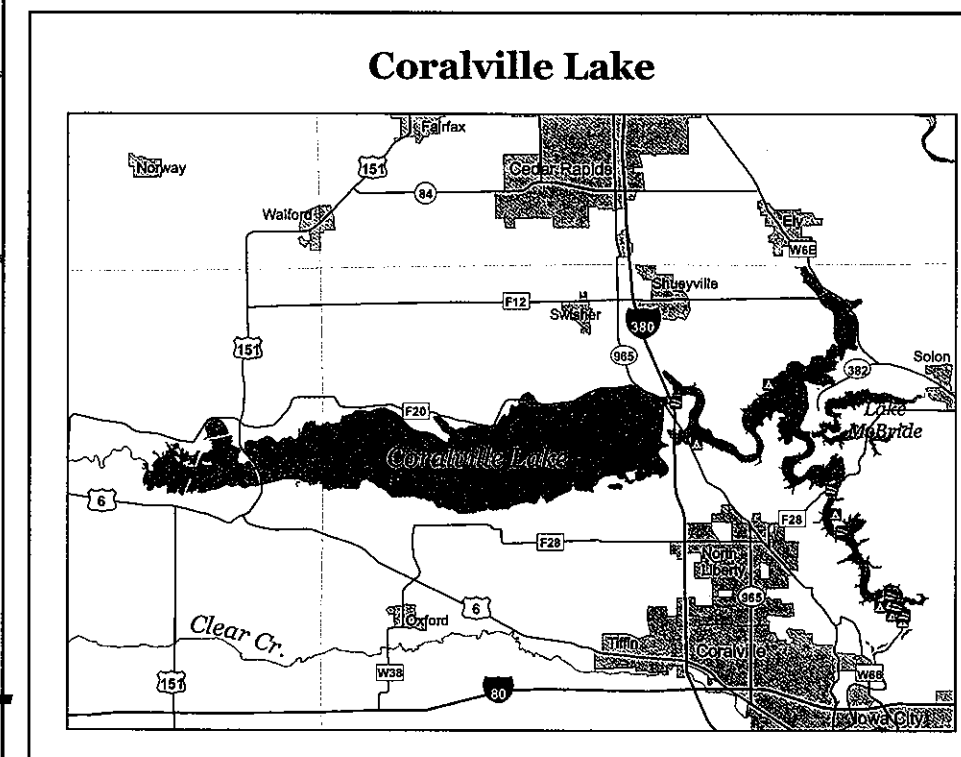 Coralville Lake
Fairfax
Norway
151
Cedar Rapids
84
Walford
Ely
W6E
Shueyville
F12
Swisher
380
151
965
Solon
382
F20
Lake
McBride
Coralville Lake
6
F28
F28
North
Liberty
965
6
Oxford
Clear Cr.
Tiffin
Coralville
W38
W66
151
80
Iowa City